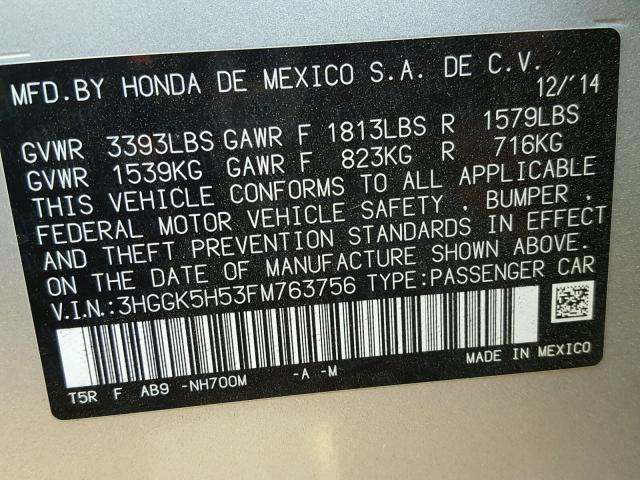 MFD.BY HONDA DE MEXICO S.A. DE C.V.
12/'14
GVWR 3393LBS GAWR F 1813LBS R 1579LBS
GVWR 1539KG GAWR F 823KG R 716KG
THIS VEHICLE CONFORMS TO ALL APPLICABLE
FEDERAL MOTOR VEHICLE SAFETY , BUMPER ,
AND THEFT PREVENTION STANDARDS IN EFFECT
ON THE DATE OF MANUFACTURE SHOWN ABOVE.
V.I.N.:3HGGK5H53FM763756 TYPE:PASSENGER CAR
MADE IN MEXICO
T5R F AB9 -NH700M -A -M